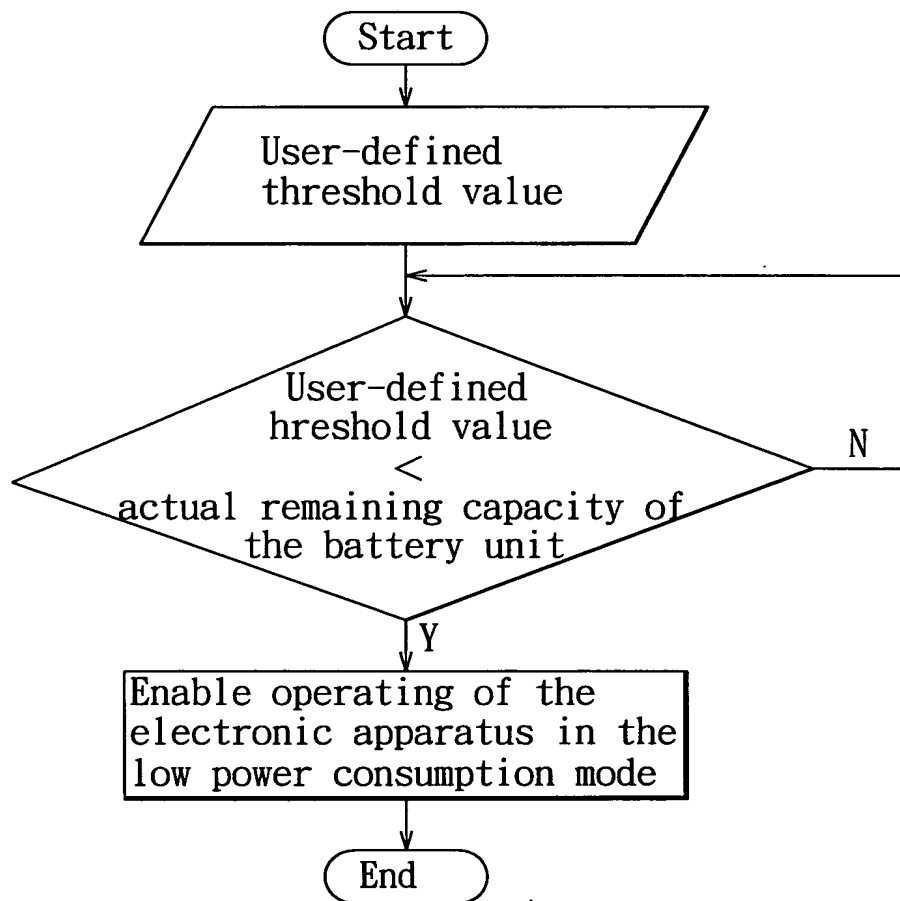 Start
User-defined
threshold value
User-defined
hreshold value
<
actual remaining capacity of
the battery unit
N
Y
Enable operating of the
electronic apparatus in the
low power consumption mode
End